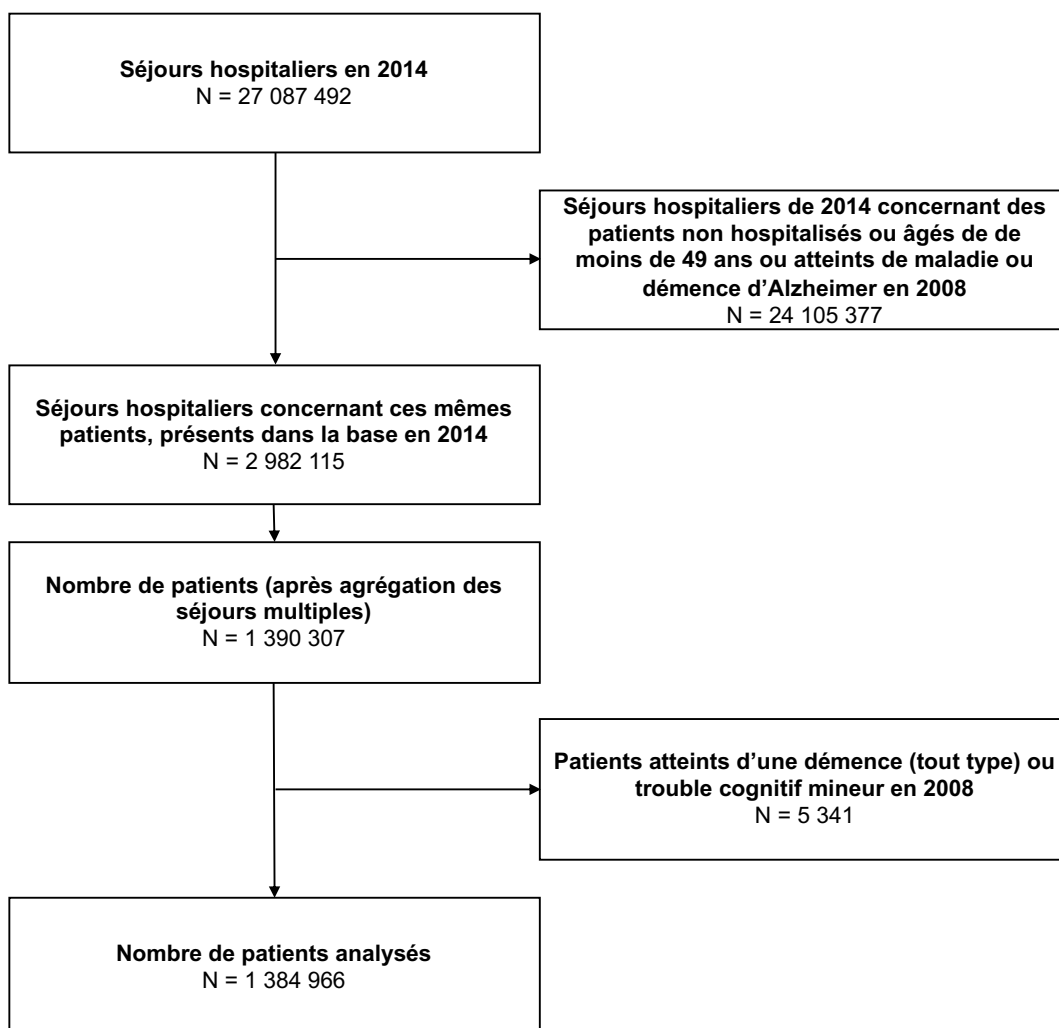 Séjours hospitaliers en 2014
N = 27 087 492
Séjours hospitaliers de 2014 concernant des
patients non hospitalisés ou âgés de de
moins de 49 ans ou atteints de maladie ou
démence d’Alzheimer en 2008
N = 24 105 377
Séjours hospitaliers concernant ces mêmes
patients, présents dans la base en 2014
N = 2 982 115
Nombre de patients (après agrégation des
séjours multiples)
N = 1 390 307
Patients atteints d’une démence (tout type) ou
trouble cognitif mineur en 2008
N = 5 341
Nombre de patients analysés
N = 1 384 966